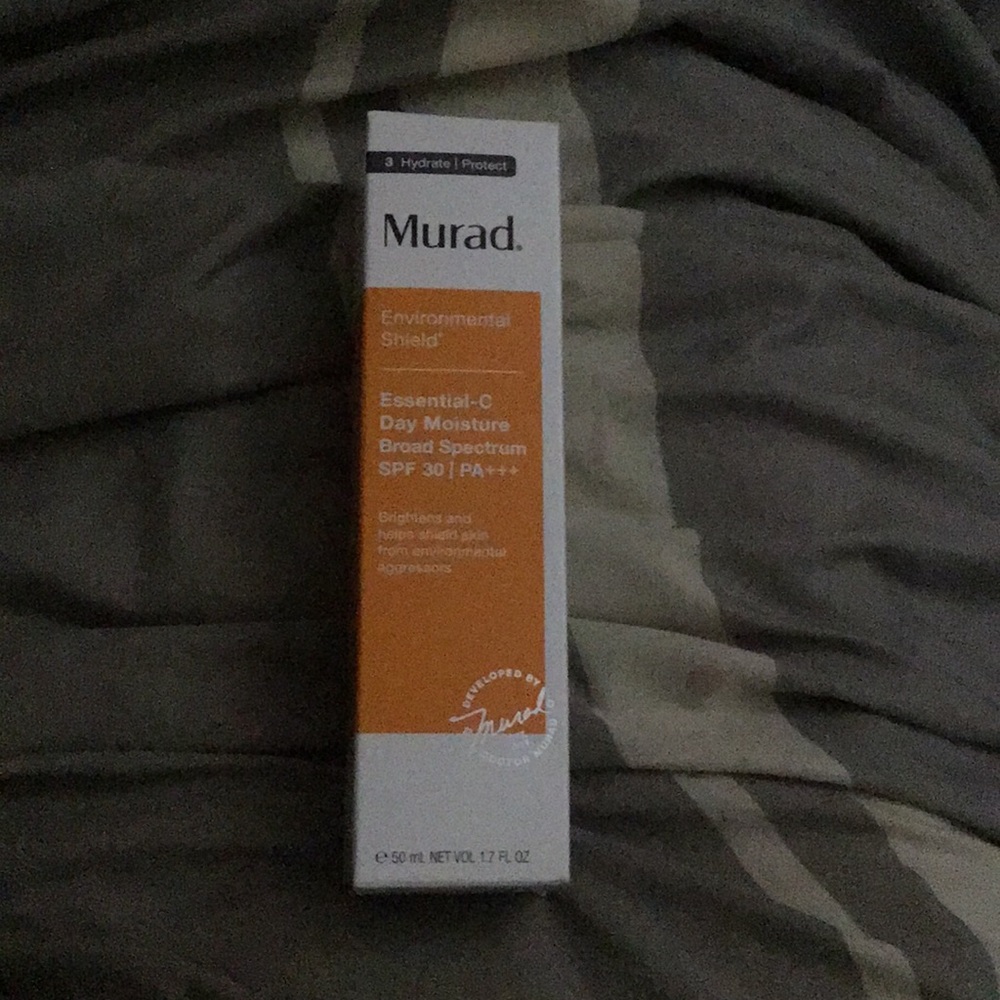 3 Hydrate | Protect
Murad®
Environmental
Shield®
Essential-C
Day Moisture
Broad Spectrum
SPF 30 | PA+++
Brightens and
helps shield skin
from environmental
aggressors
DEVELOPED BY
Murad
DOCTOR MURAD
℮ 50 mL NET VOL 1.7 FL OZ